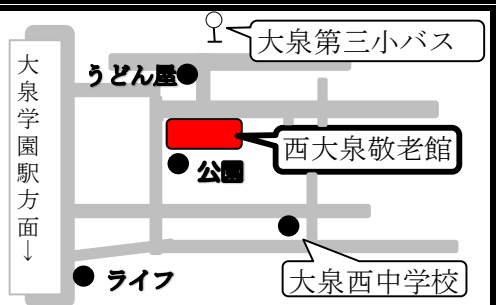 大泉第三小バス
うどん屋
大泉学園駅方面↓
西大泉敬老館
公園
大泉西中学校
ライフ